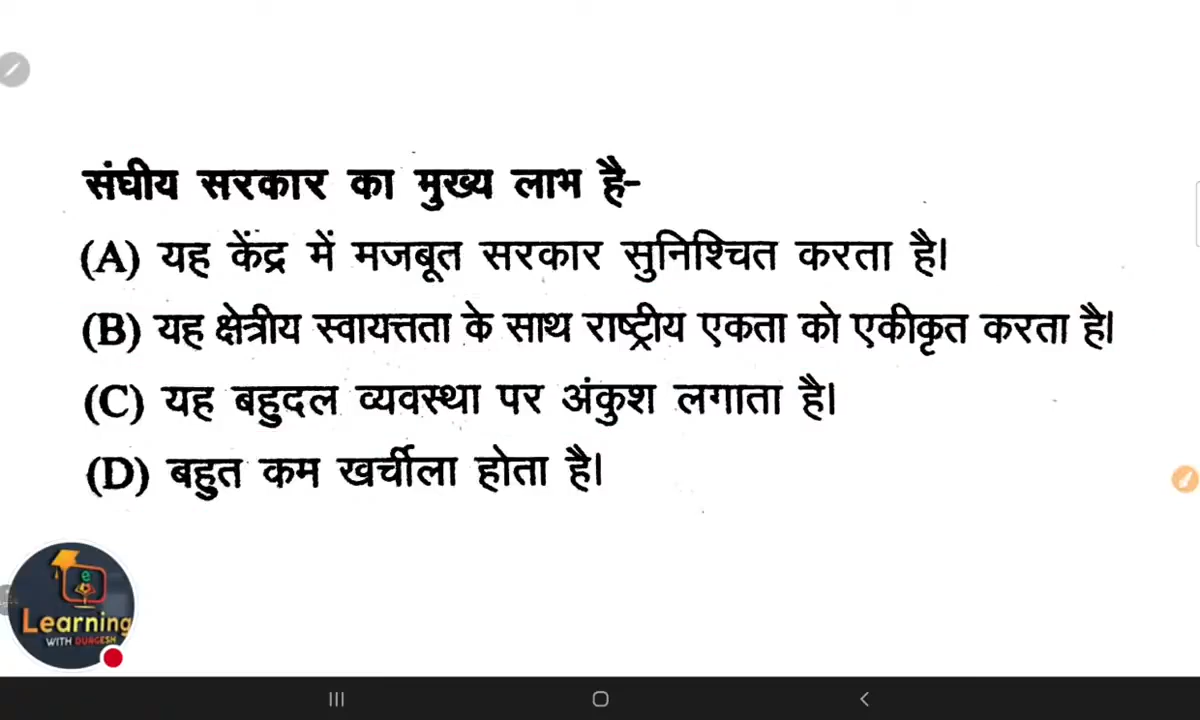 संघीय सरकार का मुख्य लाभ है-
(A) यह केंद्र में मजबूत सरकार सुनिश्चित करता है।
(B) यह क्षेत्रीय स्वायत्तता के साथ राष्ट्रीय एकता को एकीकृत करता है।
(C) यह बहुदल व्यवस्था पर अंकुश लगाता है।
(D) बहुत कम खर्चीला होता है।
e
Learning
WITH DURGESH